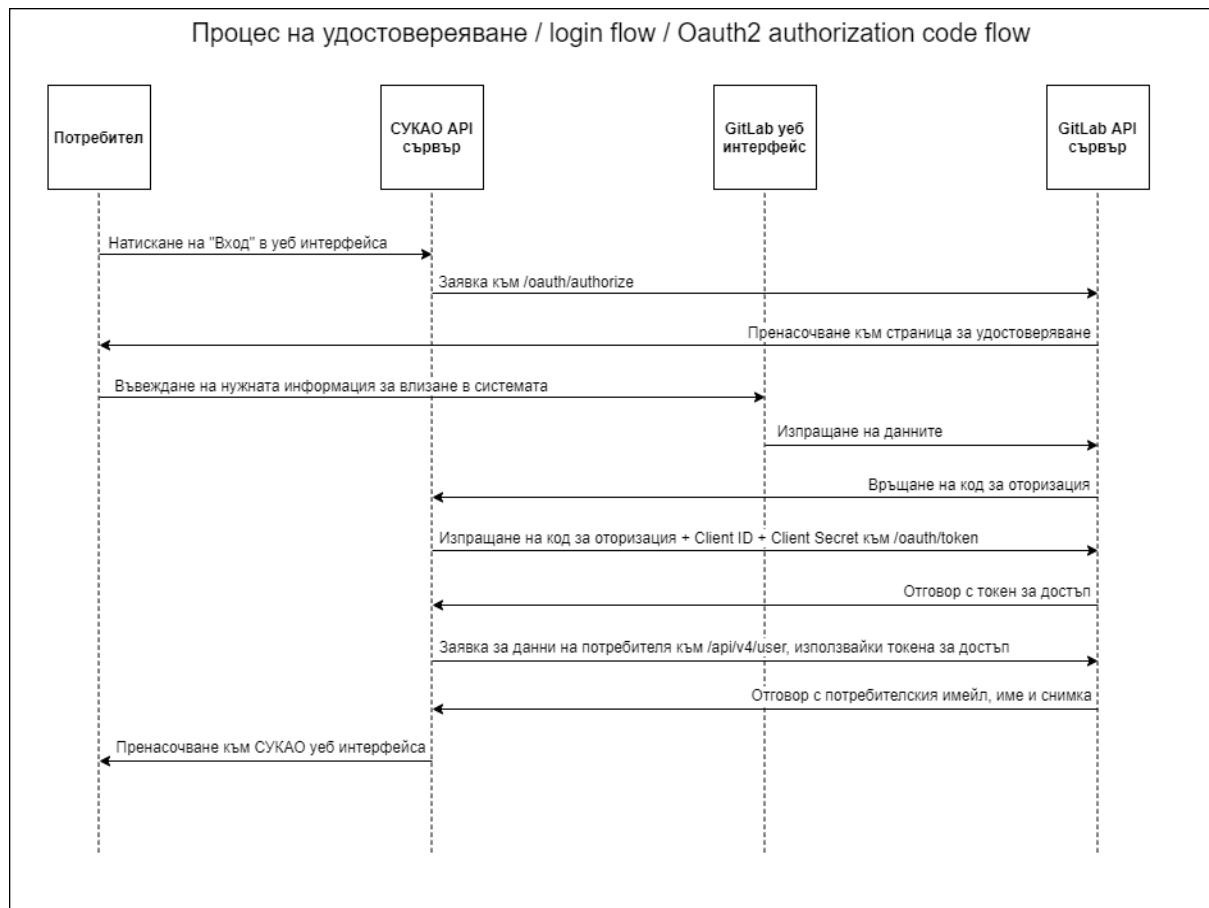 Процес на удостовереяване / login flow / Oauth2 authorization code flow
Потребител
СУКАО API
сървър
GitLab уеб
интерфейс
GitLab API
сървър
Натискане на "Вход" в уеб интерфейса
Заявка към /oauth/authorize
Пренасочване към страница за удостоверяване
Въвеждане на нужната информация за влизане в системата
Изпращане на данните
Връщане на код за оторизация
Изпращане на код за оторизация + Client ID + Client Secret към /oauth/token
Отговор с токен за достъп
Заявка за данни на потребителя към /api/v4/user, използвайки токена за достъп
Отговор с потребителския имейл, име и снимка
Пренасочване към СУКАО уеб интерфейса